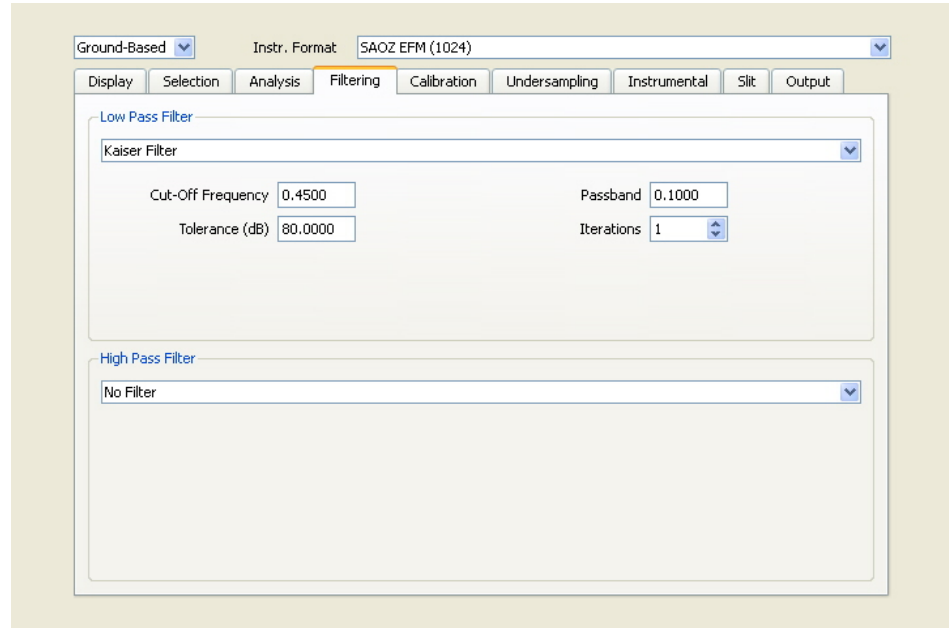 Ground-Based Instr. Format SAOZ EFM (1024)
Display Selection Analysis Filtering Calibration Undersampling Instrumental Slit Output
Low Pass Filter
Kaiser Filter
Cut-Off Frequency 0.4500 Passband 0.1000
Tolerance (dB) 80.0000 Iterations 1
High Pass Filter
No Filter